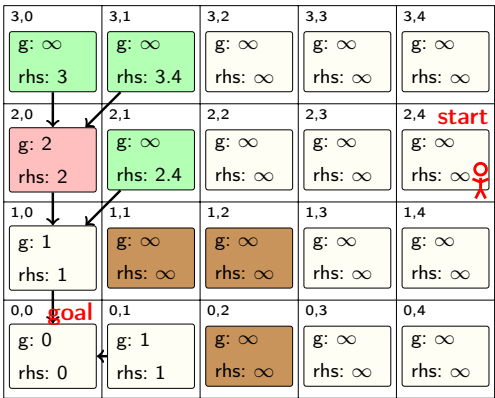 3,0 3,1 3,2 3,3 3,4
g: ∞ g: ∞ g: ∞ g: ∞ g: ∞
rhs: 3 rhs: 3.4 rhs: ∞ rhs: ∞ rhs: ∞
2,0 2,1 2,2 2,3 2,4 start
g: 2 g: ∞ g: ∞ g: ∞ g: ∞
rhs: 2 rhs: 2.4 rhs: ∞ rhs: ∞ rhs: ∞
1,0 1,1 1,2 1,3 1,4
g: 1 g: ∞ g: ∞ g: ∞ g: ∞
rhs: 1 rhs: ∞ rhs: ∞ rhs: ∞ rhs: ∞
0,0 goal 0,1 0,2 0,3 0,4
g: 0 g: 1 g: ∞ g: ∞ g: ∞
rhs: 0 rhs: 1 rhs: ∞ rhs: ∞ rhs: ∞